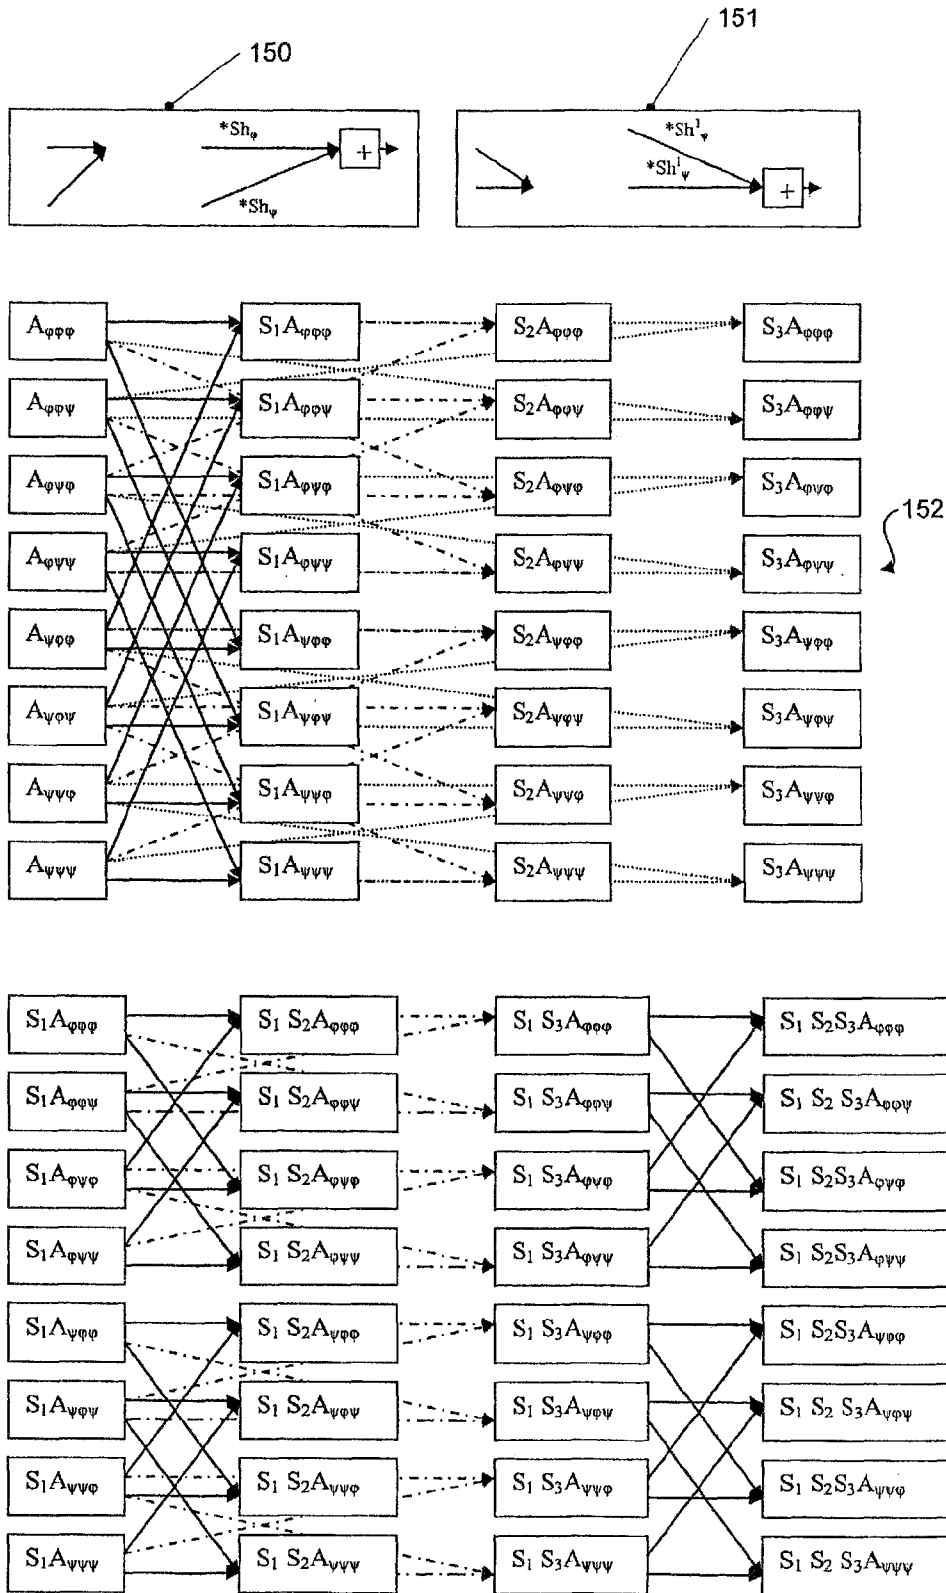 150
151
*Shφ
+
*Shψ
*Sh¹φ
*Sh¹ψ
+
Aφφφ S₁Aφφφ S₂Aφφφ S₃Aφφφ
Aφφψ S₁Aφφψ S₂Aφφψ S₃Aφφψ
Aφψφ S₁Aφψφ S₂Aφψφ S₃Aφψφ
152
Aφψψ S₁Aφψψ S₂Aφψψ S₃Aφψψ
Aψφφ S₁Aψφφ S₂Aψφφ S₃Aψφφ
Aψφψ S₁Aψφψ S₂Aψφψ S₃Aψφψ
Aψψφ S₁Aψψφ S₂Aψψφ S₃Aψψφ
Aψψψ S₁Aψψψ S₂Aψψψ S₃Aψψψ
S₁Aφφφ S₁ S₂Aφφφ S₁ S₃Aφφφ S₁ S₂S₃Aφφφ
S₁Aφφψ S₁ S₂Aφφψ S₁ S₃Aφφψ S₁ S₂ S₃Aφφψ
S₁Aφψφ S₁ S₂Aφψφ S₁ S₃Aφψφ S₁ S₂S₃Aφψφ
S₁Aφψψ S₁ S₂Aφψψ S₁ S₃Aφψψ S₁ S₂S₃Aφψψ
S₁Aψφφ S₁ S₂Aψφφ S₁ S₃Aψφφ S₁ S₂S₃Aψφφ
S₁Aψφψ S₁ S₂Aψφψ S₁ S₃Aψφψ S₁ S₂ S₃Aψφψ
S₁Aψψφ S₁ S₂Aψψφ S₁ S₃Aψψφ S₁ S₂S₃Aψψφ
S₁Aψψψ S₁ S₂Aψψψ S₁ S₃Aψψψ S₁ S₂ S₃Aψψψ